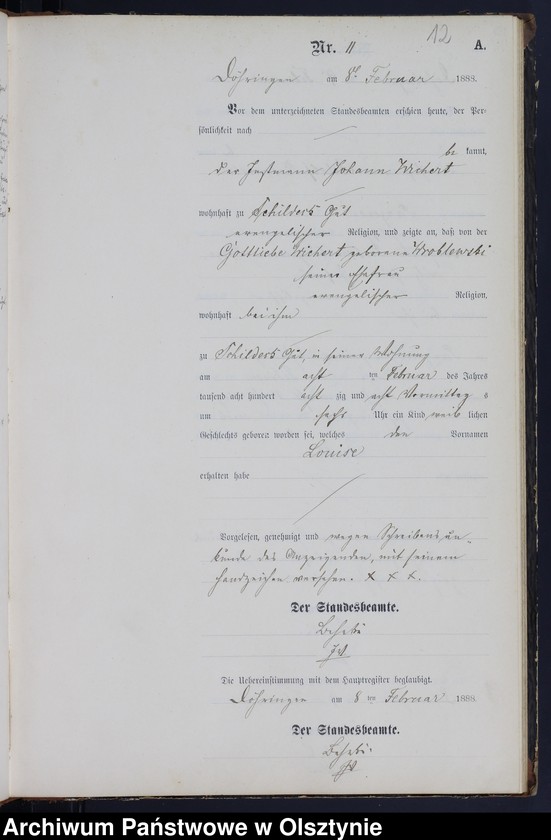 12
Nr. 11 A.
Döhringen am 8t. Februar 1888.
Vor dem unterzeichneten Standesbeamten erschien heute, der Per-
sönlichkeit nach
be kannt,
der Instmann Johann Wichert
wohnhaft zu Schilders Gut
evangelischer Religion, und zeigte an, daß von der
Gottliebe Wichert geborene Wroblewski
seiner Ehefrau
evangelischer Religion,
wohnhaft bei ihm
zu Schilders Gut, in seiner Wohnung
am acht ten Februar des Jahres
tausend acht hundert acht zig und acht Vormittag s
um sechs Uhr ein Kind weib lichen
Geschlechts geboren worden sei, welches den Vornamen
Louise
erhalten habe
Vorgelesen, genehmigt und wegen Schreibensun-
kunde des Anzeigenden, mit seinem
Handzeichen versehen. x x x.
Der Standesbeamte.
Die Uebereinstimmung mit dem Hauptregister beglaubigt.
Döhringen am 8 ten Februar 1888
Der Standesbeamte.
Archiwum Państwowe w Olsztynie